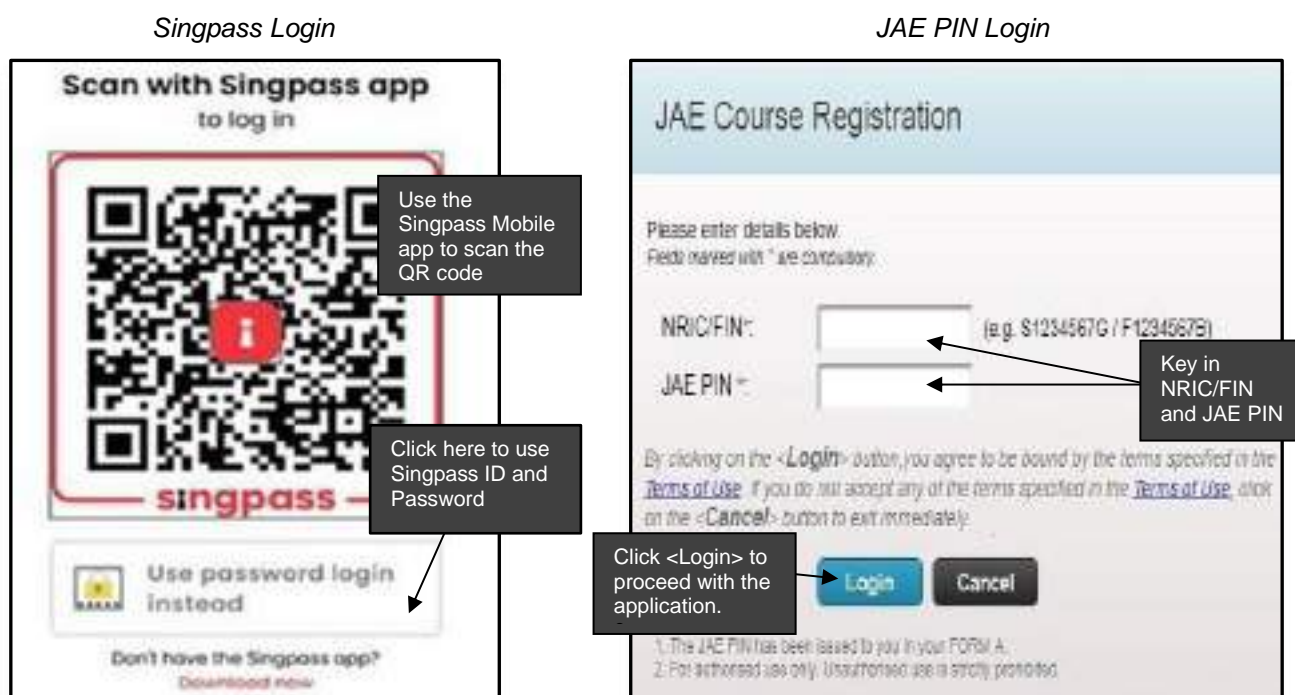 Singpass Login
Scan with Singpass app
to log in
Use the
Singpass Mobile
app to scan the
QR code
Click here to use
Singpass ID and
Password
singpass
Use password login
instead
Don't have the Singpass app?
Download now
JAE PIN Login
JAE Course Registration
Please enter details below.
Fields marked with * are compulsory.
NRIC/FIN*:
(e.g. S1234567G / F1234567B)
JAE PIN *:
Key in
NRIC/FIN
and JAE PIN
By clicking on the <Login> button, you agree to be bound by the terms specified in the
Terms of Use. If you do not accept any of the terms specified in the Terms of Use, click
on the <Cancel> button to exit immediately.
Click <Login> to
proceed with the
application.
Login
Cancel
1. The JAE PIN has been issued to you in your FORM A.
2. For authorised use only. Unauthorised use is strictly prohibited.